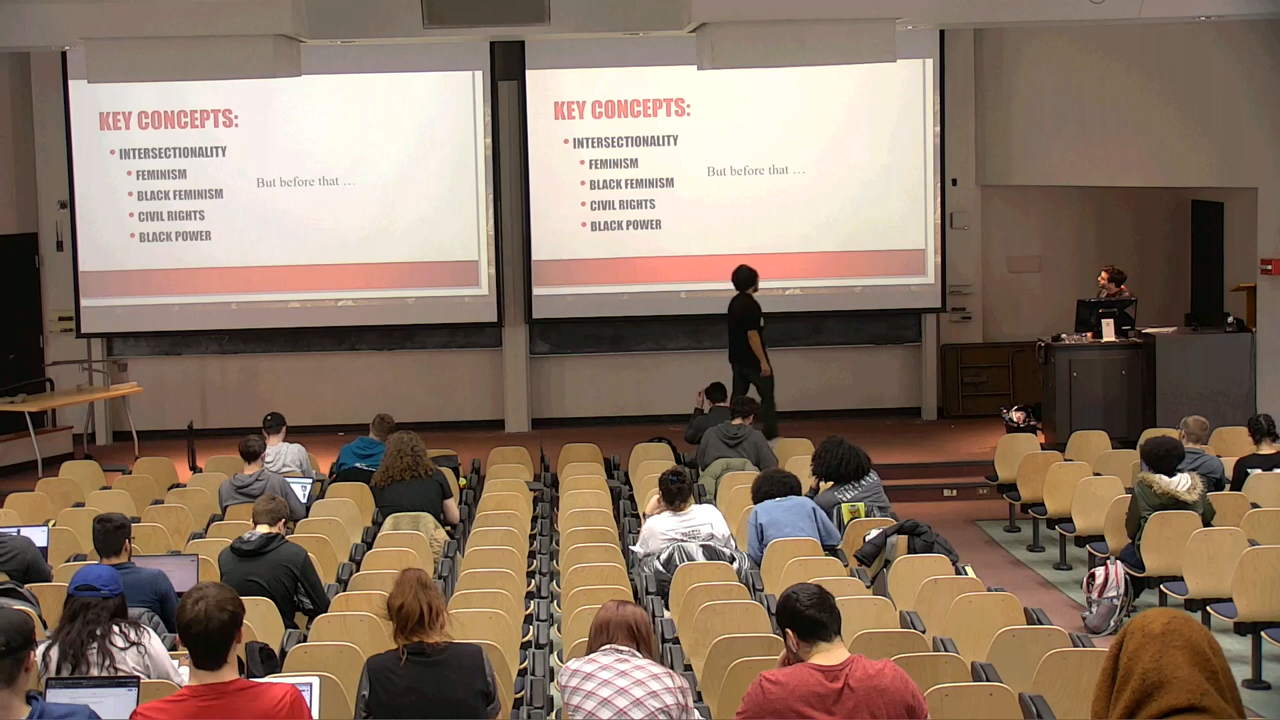 KEY CONCEPTS:
• INTERSECTIONALITY
• FEMINISM
• BLACK FEMINISM
• CIVIL RIGHTS
• BLACK POWER
But before that …
KEY CONCEPTS:
• INTERSECTIONALITY
• FEMINISM
• BLACK FEMINISM
• CIVIL RIGHTS
• BLACK POWER
But before that …